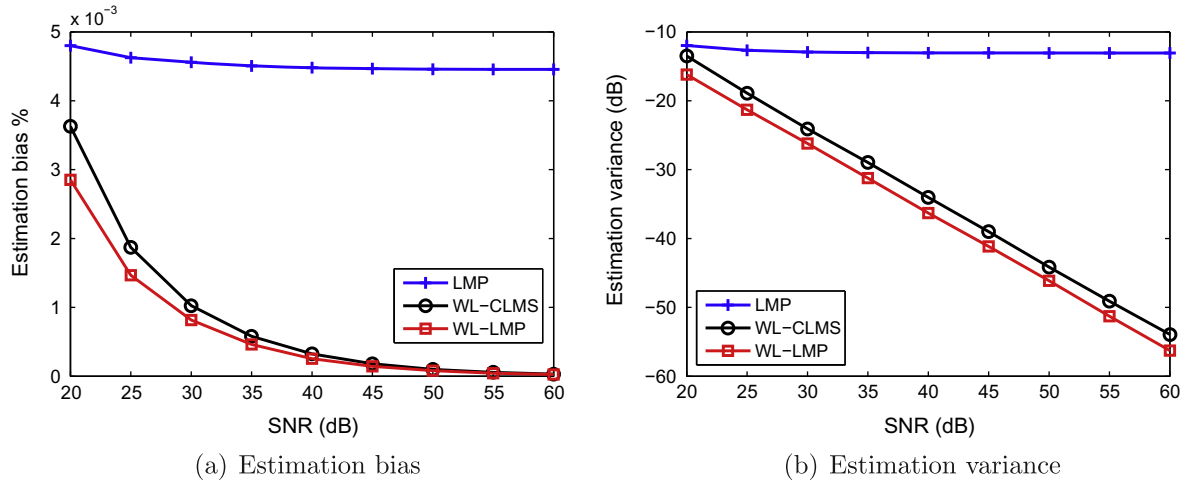 x 10⁻³
5
4
3
2
1
0
Estimation bias %
20 25 30 35 40 45 50 55 60
SNR (dB)
LMP
WL−CLMS
WL−LMP
(a) Estimation bias
−10
−20
−30
−40
−50
−60
Estimation variance (dB)
20 25 30 35 40 45 50 55 60
SNR (dB)
LMP
WL−CLMS
WL−LMP
(b) Estimation variance